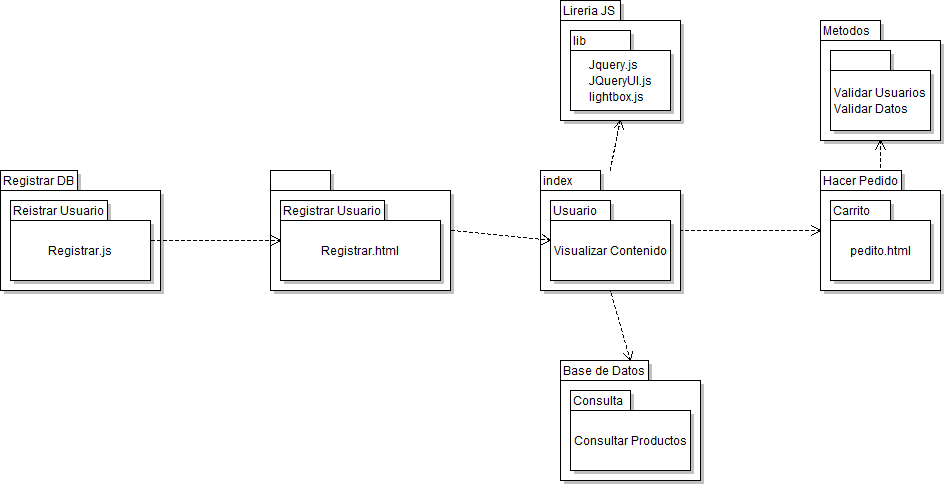 Lireria JS
lib
Jquery.js
JQueryUI.js
lightbox.js
Metodos
Validar Usuarios
Validar Datos
Registrar DB
Reistrar Usuario
Registrar.js
Registrar Usuario
Registrar.html
index
Usuario
Visualizar Contenido
Hacer Pedido
Carrito
pedito.html
Base de Datos
Consulta
Consultar Productos